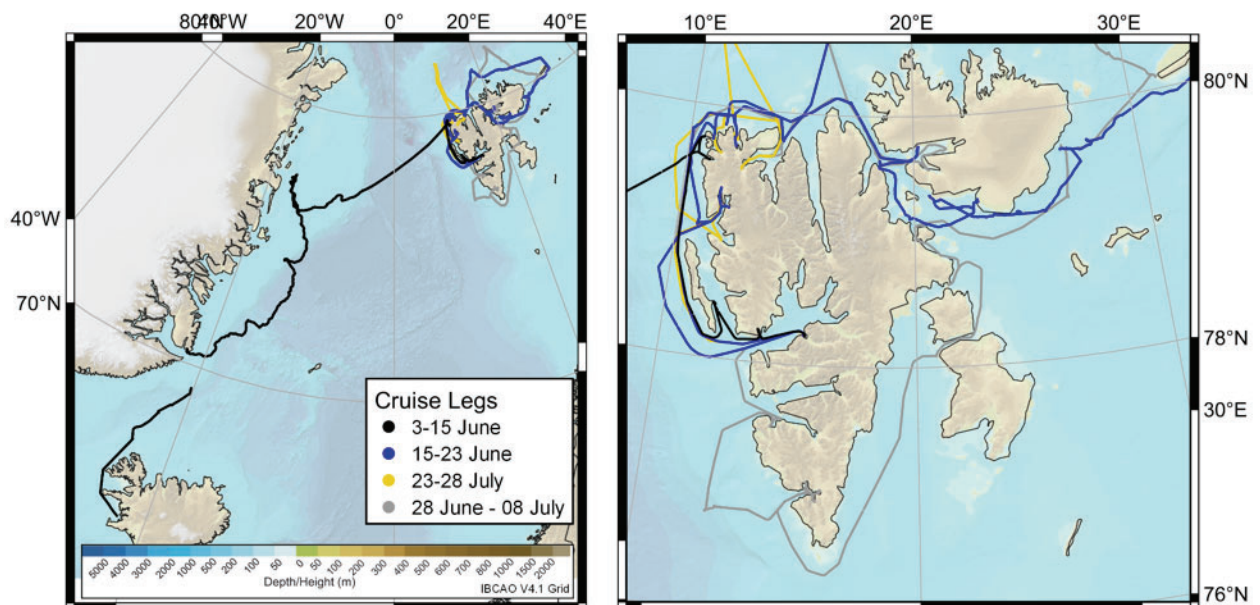 80°N
40°W
20°W
0°
20°E
40°E
40°W
70°N
Cruise Legs
3-15 June
15-23 June
23-28 July
28 June - 08 July
5000 4000 3000 2000 1000 500 200 100 50 0 50 100 200 300 400 500 600 700 800 1000 1500 2000
Depth/Height (m)
IBCAO V4.1 Grid
10°E
20°E
30°E
80°N
78°N
30°E
76°N